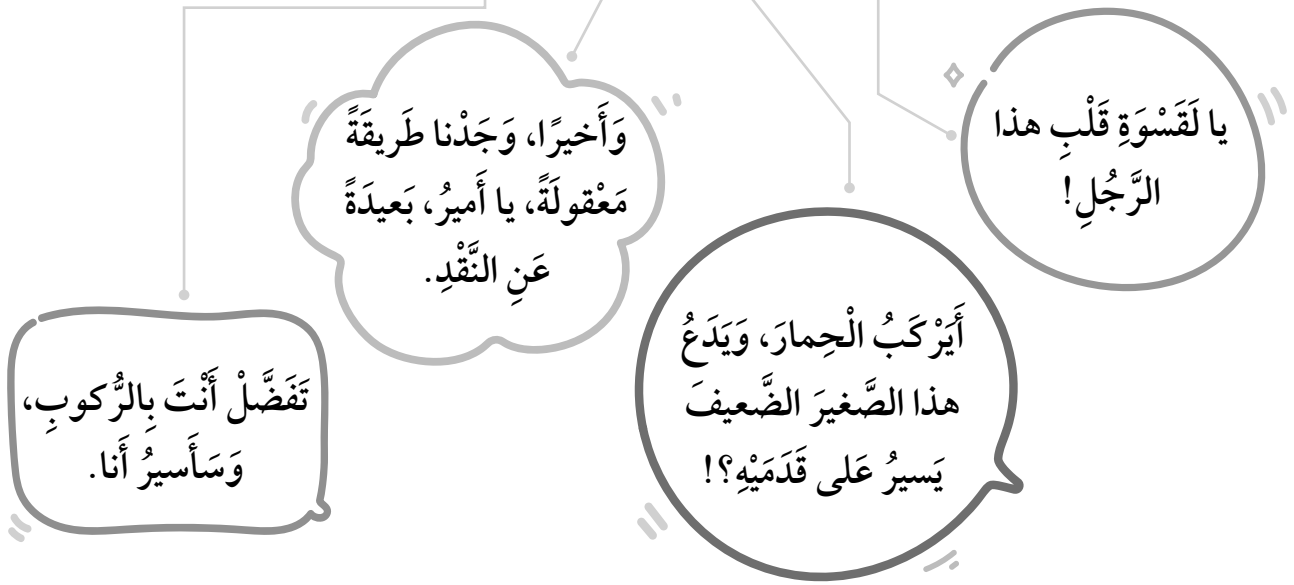 يا لَقَسْوَةِ قَلْبِ هذا
الرَّجُلِ!
أَيَرْكَبُ الْحِمارَ، وَيَدَعُ
هذا الصَّغيرَ الضَّعيفَ
يَسيرُ عَلى قَدَمَيْهِ؟!
وَأَخيرًا، وَجَدْنا طَريقَةً
مَعْقولَةً، يا أَميرُ، بَعيدَةً
عَنِ النَّقْدِ.
تَفَضَّلْ أَنْتَ بِالرُّكوبِ،
وَسَأَسيرُ أَنا.